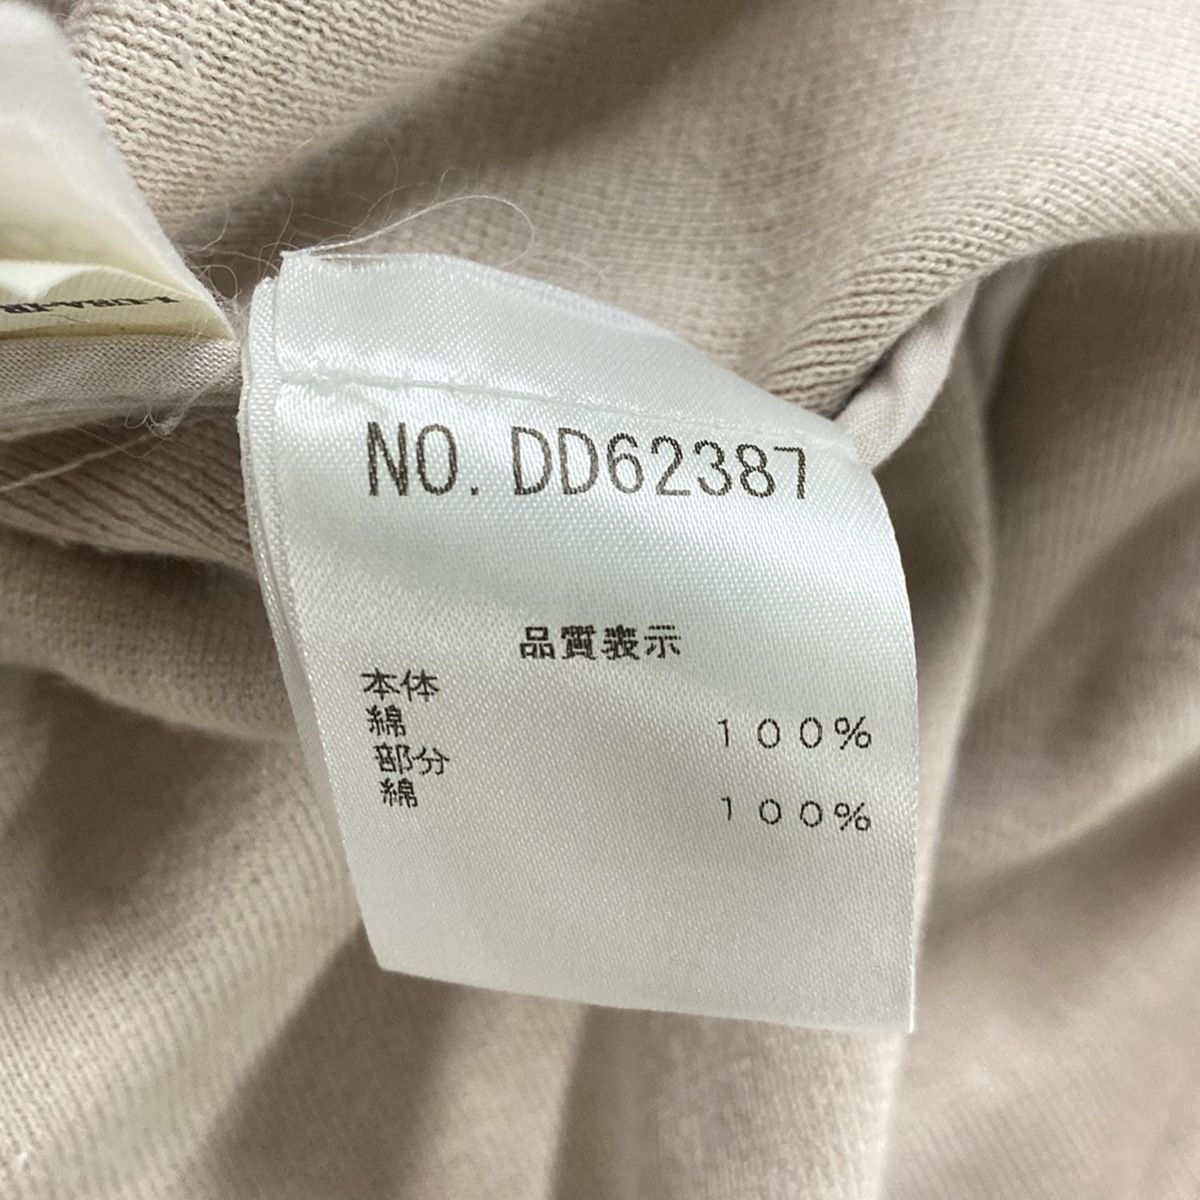 NO. DD62387
品質表示
本体
綿 100%
部分
綿 100%